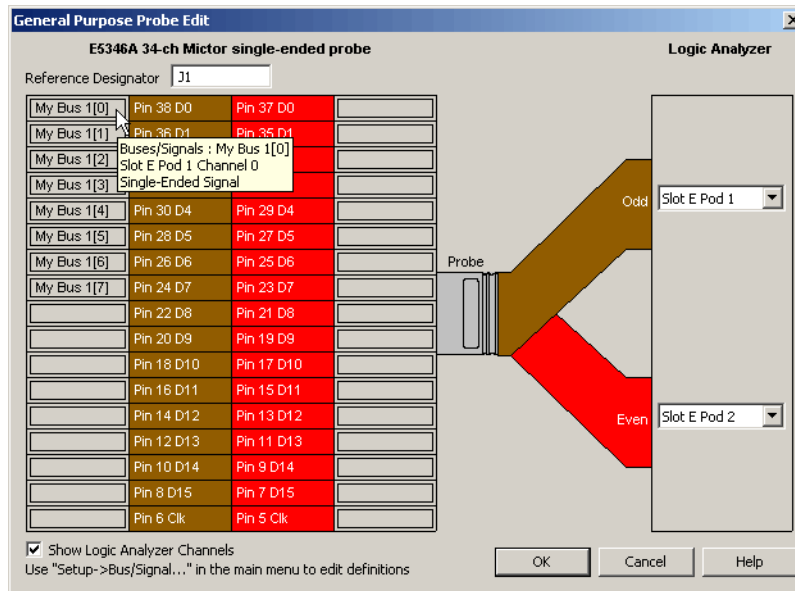 General Purpose Probe Edit
E5346A 34-ch Mictor single-ended probe
Logic Analyzer
Reference Designator J1
My Bus 1[0] Pin 38 D0 Pin 37 D0
My Bus 1[1] Pin 36 D1 Pin 35 D1
My Bus 1[2]
My Bus 1[3]
Buses/Signals : My Bus 1[0]
Slot E Pod 1 Channel 0
Single-Ended Signal
My Bus 1[4] Pin 30 D4 Pin 29 D4
My Bus 1[5] Pin 28 D5 Pin 27 D5
My Bus 1[6] Pin 26 D6 Pin 25 D6
My Bus 1[7] Pin 24 D7 Pin 23 D7
Pin 22 D8 Pin 21 D8
Pin 20 D9 Pin 19 D9
Pin 18 D10 Pin 17 D10
Pin 16 D11 Pin 15 D11
Pin 14 D12 Pin 13 D12
Pin 12 D13 Pin 11 D13
Pin 10 D14 Pin 9 D14
Pin 8 D15 Pin 7 D15
Pin 6 Clk Pin 5 Clk
Probe
Odd Slot E Pod 1
Even Slot E Pod 2
Show Logic Analyzer Channels
Use "Setup->Bus/Signal..." in the main menu to edit definitions
OK Cancel Help